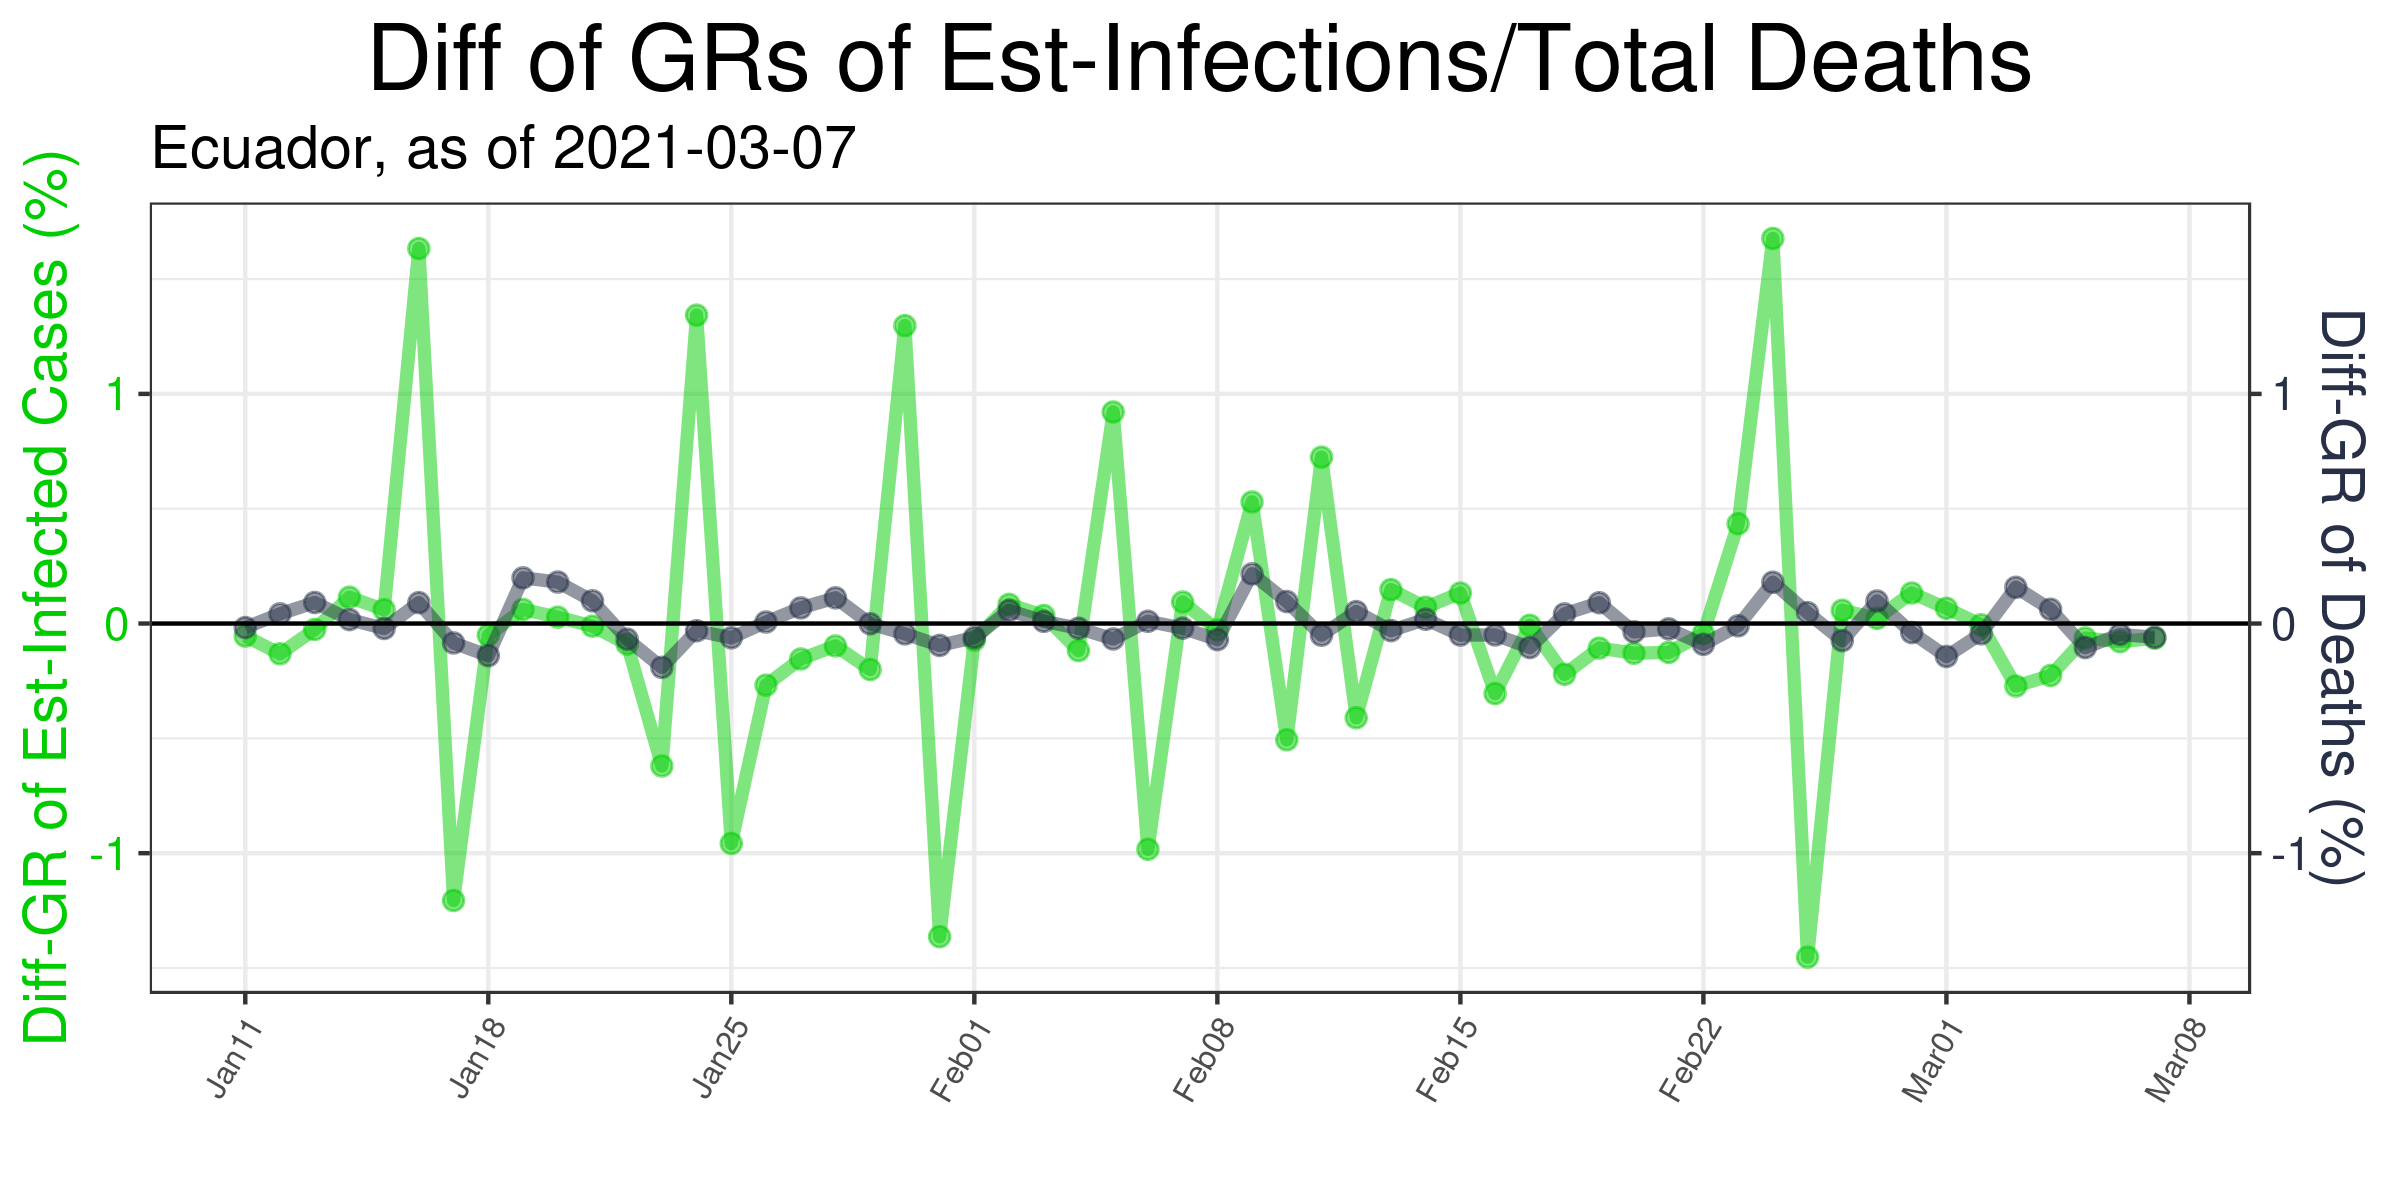 Diff of GRs of Est-Infections/Total Deaths
Ecuador, as of 2021-03-07
Diff-GR of Est-Infected Cases (%)
1
0
-1
1
0
-1
Diff-GR of Deaths (%)
Jan11
Jan18
Jan25
Feb01
Feb08
Feb15
Feb22
Mar01
Mar08